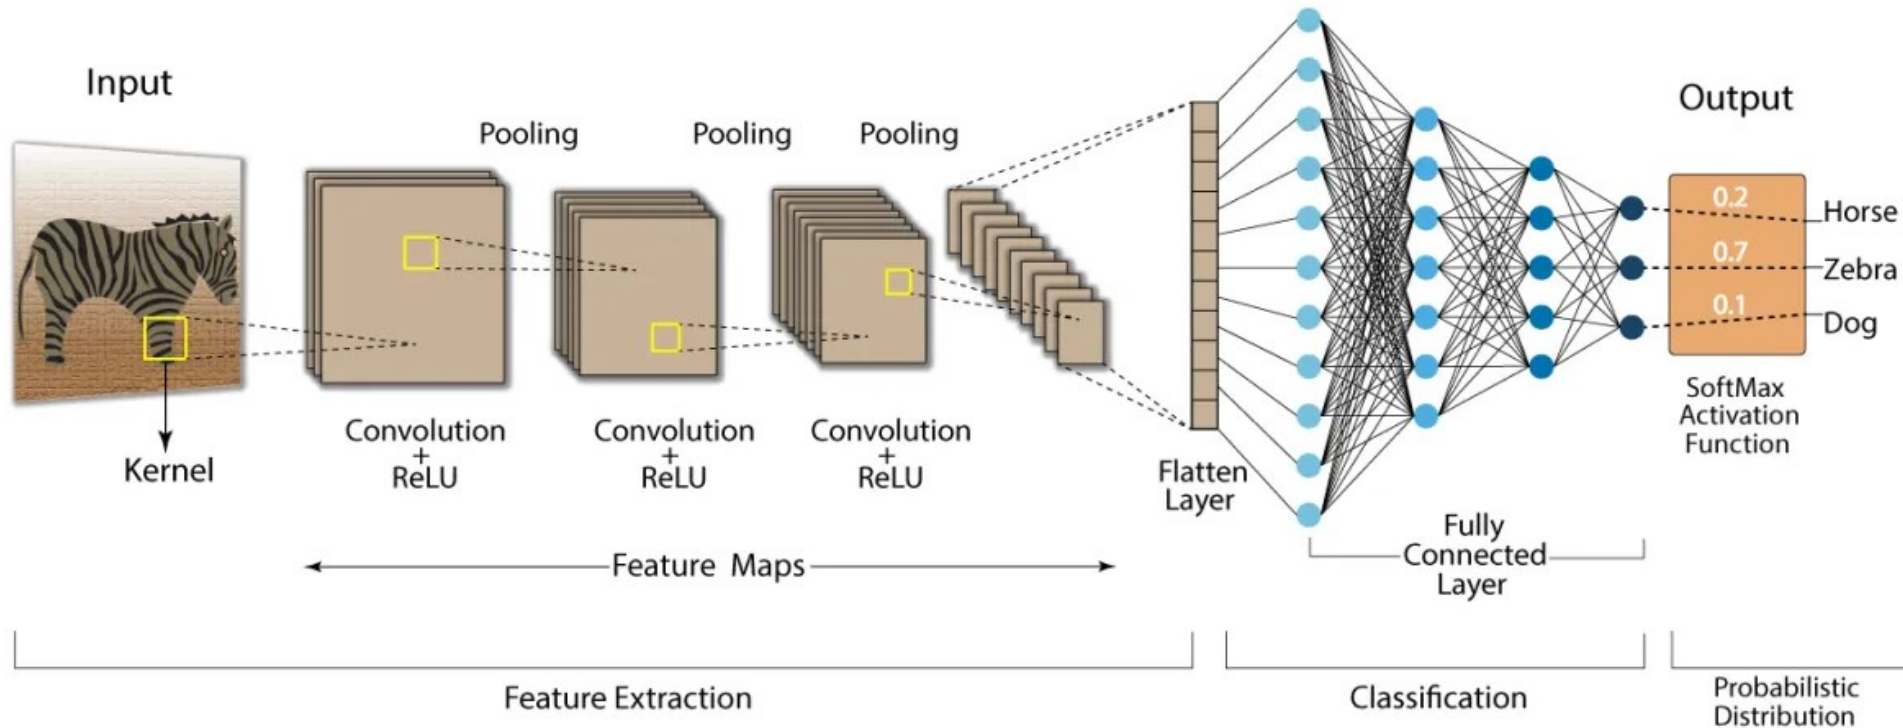 Input
Output
Pooling
Pooling
Pooling
0.2
Horse
0.7
Zebra
0.1
Dog
SoftMax
Activation
Function
Kernel
Convolution
+
ReLU
Convolution
+
ReLU
Convolution
+
ReLU
Flatten
Layer
Fully
Connected
Layer
Feature Maps
Feature Extraction
Classification
Probabilistic
Distribution